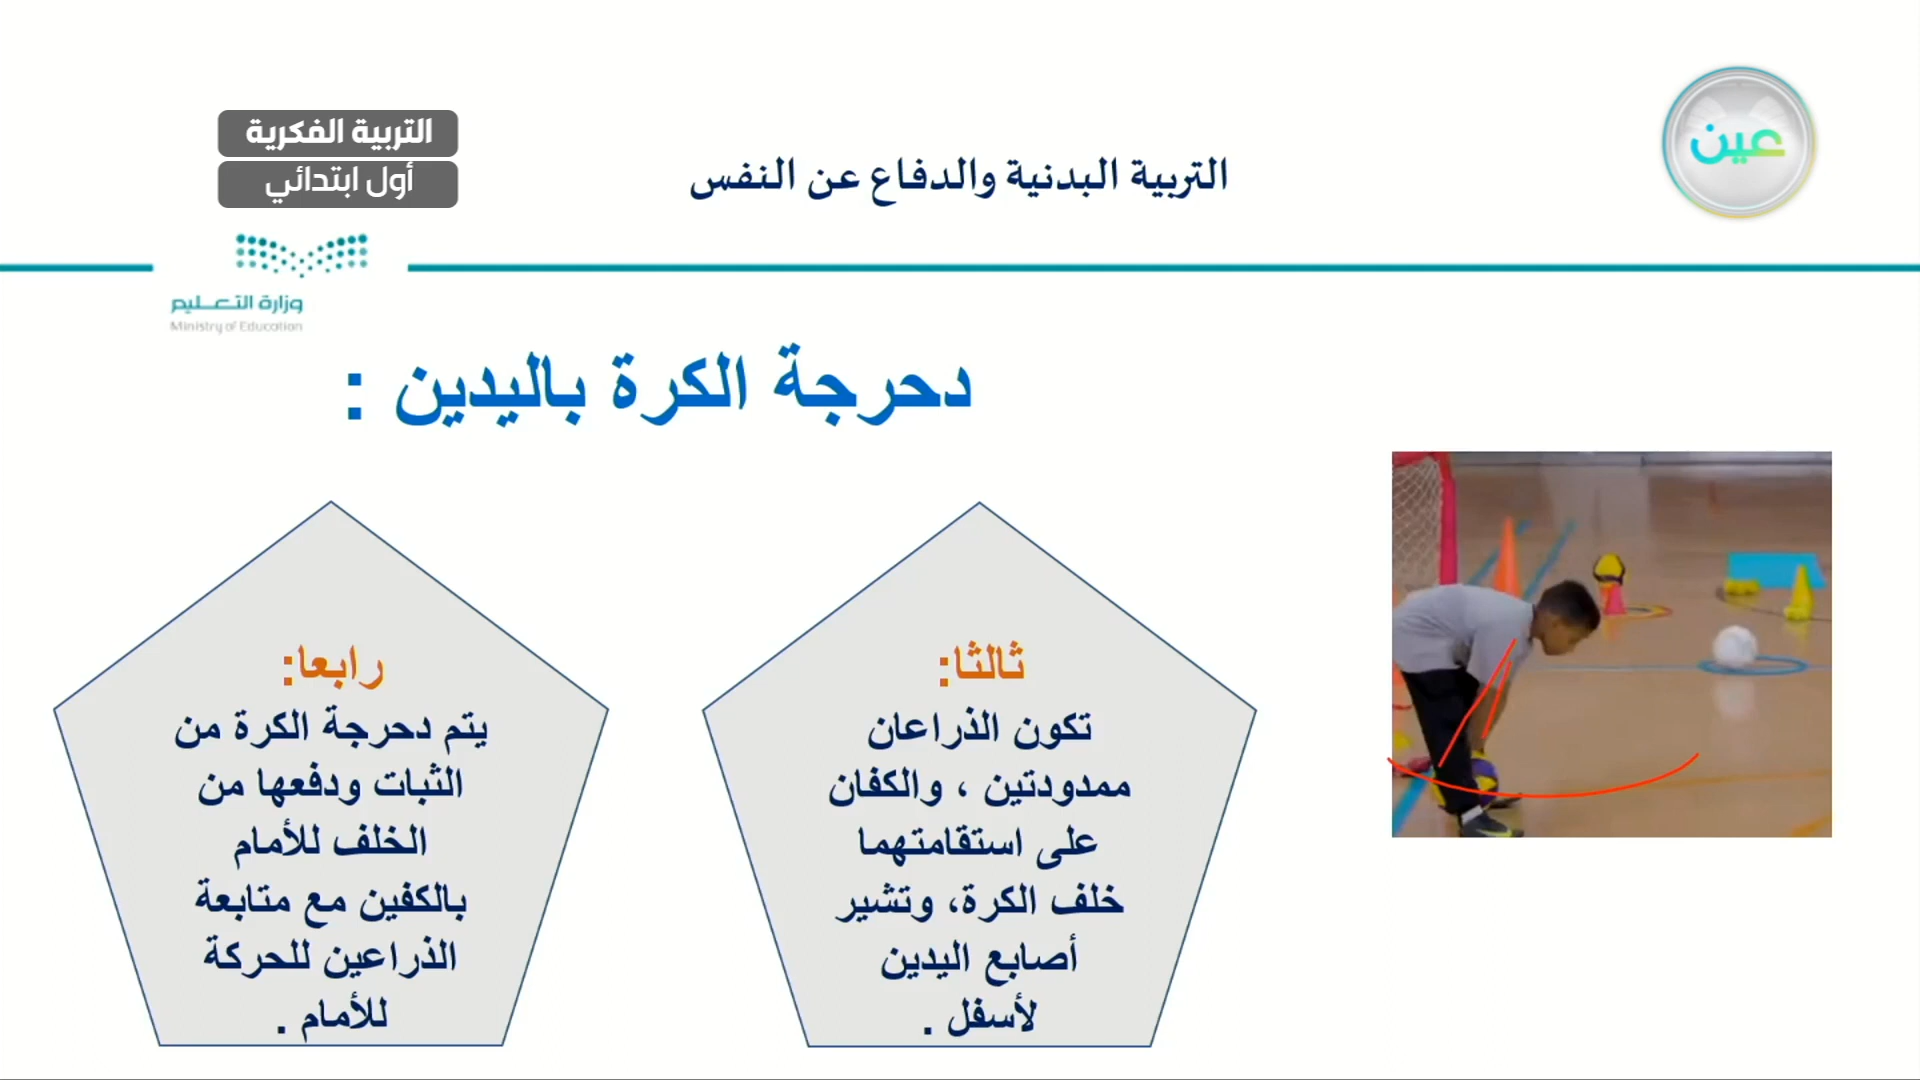 عين
التربية الفكرية
أول ابتدائي
التربية البدنية والدفاع عن النفس
وزارة التعـليم
Ministry of Education
دحرجة الكرة باليدين :
ثالثا:
تكون الذراعان
ممدودتين ، والكفان
على استقامتهما
خلف الكرة، وتشير
أصابع اليدين
لأسفل .
رابعا:
يتم دحرجة الكرة من
الثبات ودفعها من
الخلف للأمام
بالكفين مع متابعة
الذراعين للحركة
للأمام .